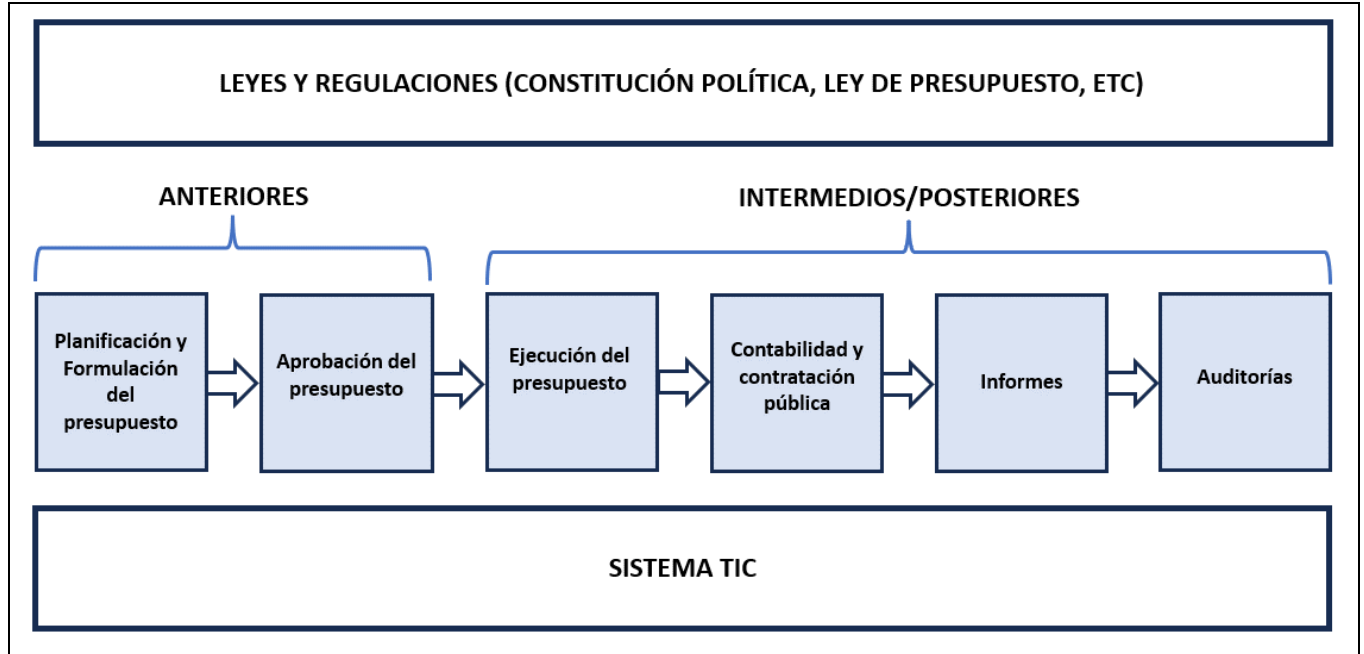 LEYES Y REGULACIONES (CONSTITUCIÓN POLÍTICA, LEY DE PRESUPUESTO, ETC)
ANTERIORES
INTERMEDIOS/POSTERIORES
Planificación y
Formulación
del
presupuesto
Aprobación del
presupuesto
Ejecución del
presupuesto
Contabilidad y
contratación
pública
Informes
Auditorías
SISTEMA TIC